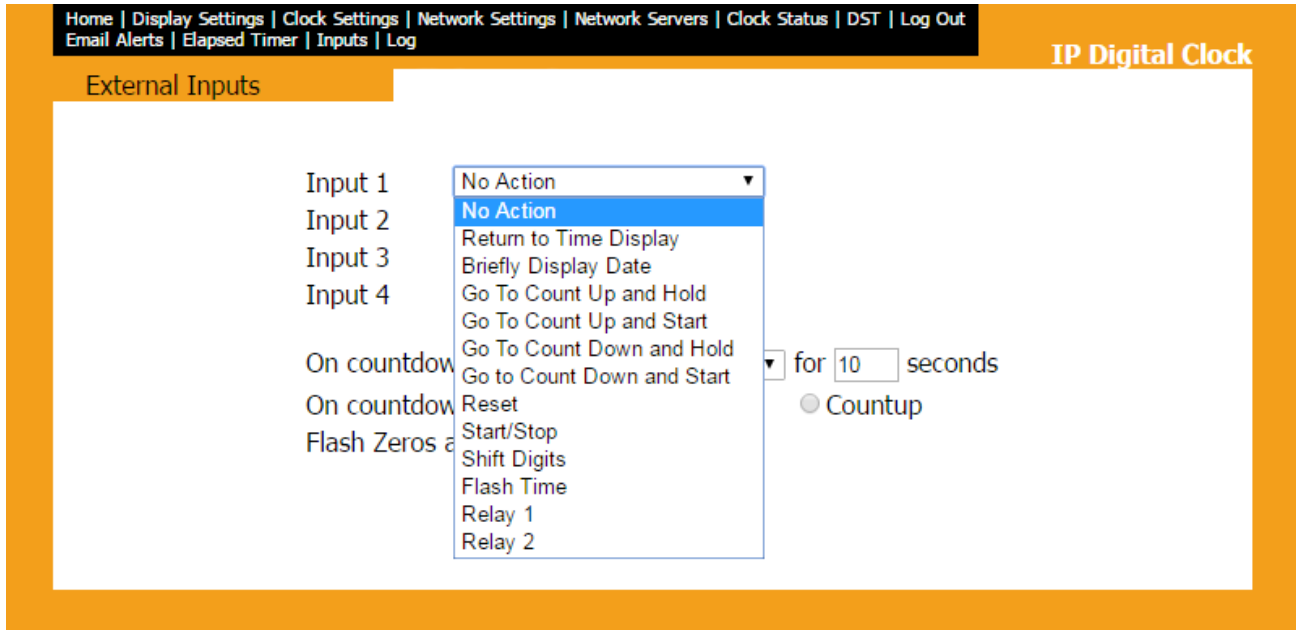 Home | Display Settings | Clock Settings | Network Settings | Network Servers | Clock Status | DST | Log Out
Email Alerts | Elapsed Timer | Inputs | Log
IP Digital Clock
External Inputs
Input 1 No Action
Input 2
Input 3
Input 4
No Action
Return to Time Display
Briefly Display Date
Go To Count Up and Hold
Go To Count Up and Start
Go To Count Down and Hold
Go to Count Down and Start
Reset
Start/Stop
Shift Digits
Flash Time
Relay 1
Relay 2
On countdow for 10 seconds
On countdow Countup
Flash Zeros a